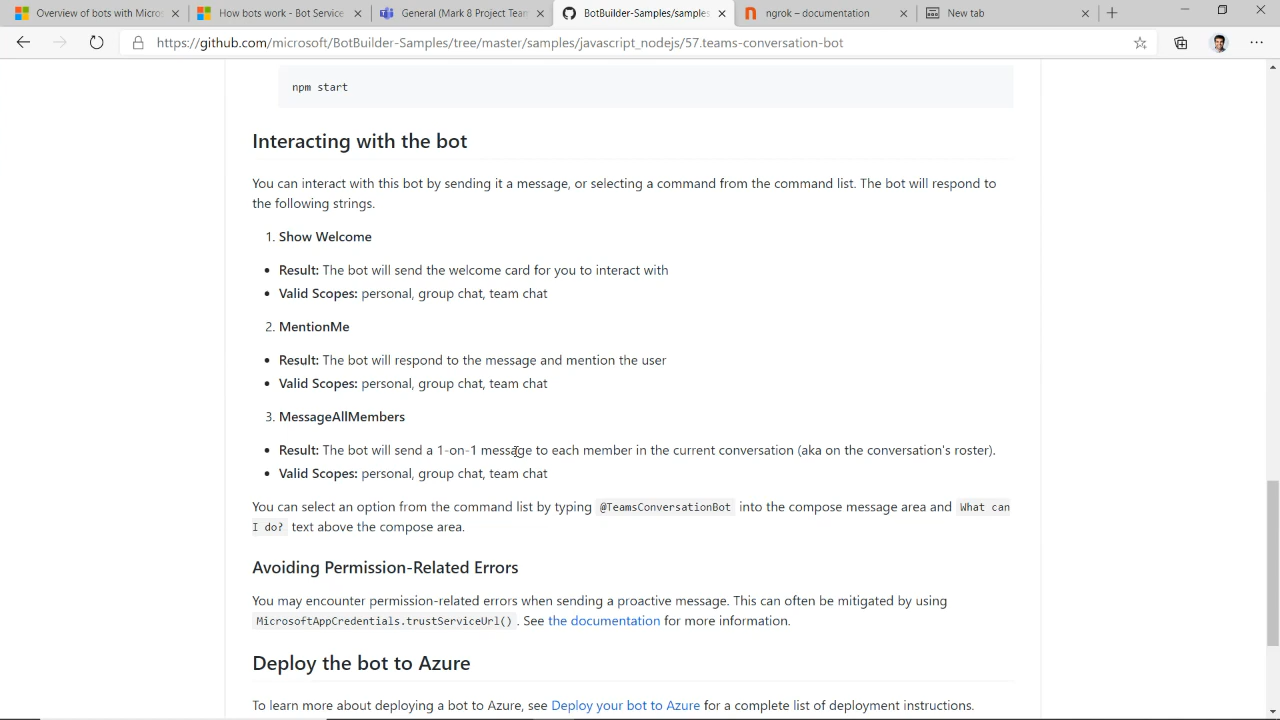 Overview of bots with Micros
How bots work - Bot Service
General (Mark 8 Project Team
BotBuilder-Samples/samples
ngrok – documentation
New tab
https://github.com/microsoft/BotBuilder-Samples/tree/master/samples/javascript_nodejs/57.teams-conversation-bot
npm start
Interacting with the bot
You can interact with this bot by sending it a message, or selecting a command from the command list. The bot will respond to
the following strings.
1. Show Welcome
• Result: The bot will send the welcome card for you to interact with
• Valid Scopes: personal, group chat, team chat
2. MentionMe
• Result: The bot will respond to the message and mention the user
• Valid Scopes: personal, group chat, team chat
3. MessageAllMembers
• Result: The bot will send a 1-on-1 message to each member in the current conversation (aka on the conversation's roster).
• Valid Scopes: personal, group chat, team chat
You can select an option from the command list by typing @TeamsConversationBot into the compose message area and What can
I do? text above the compose area.
Avoiding Permission-Related Errors
You may encounter permission-related errors when sending a proactive message. This can often be mitigated by using
MicrosoftAppCredentials.trustServiceUrl() . See the documentation for more information.
Deploy the bot to Azure
To learn more about deploying a bot to Azure, see Deploy your bot to Azure for a complete list of deployment instructions.